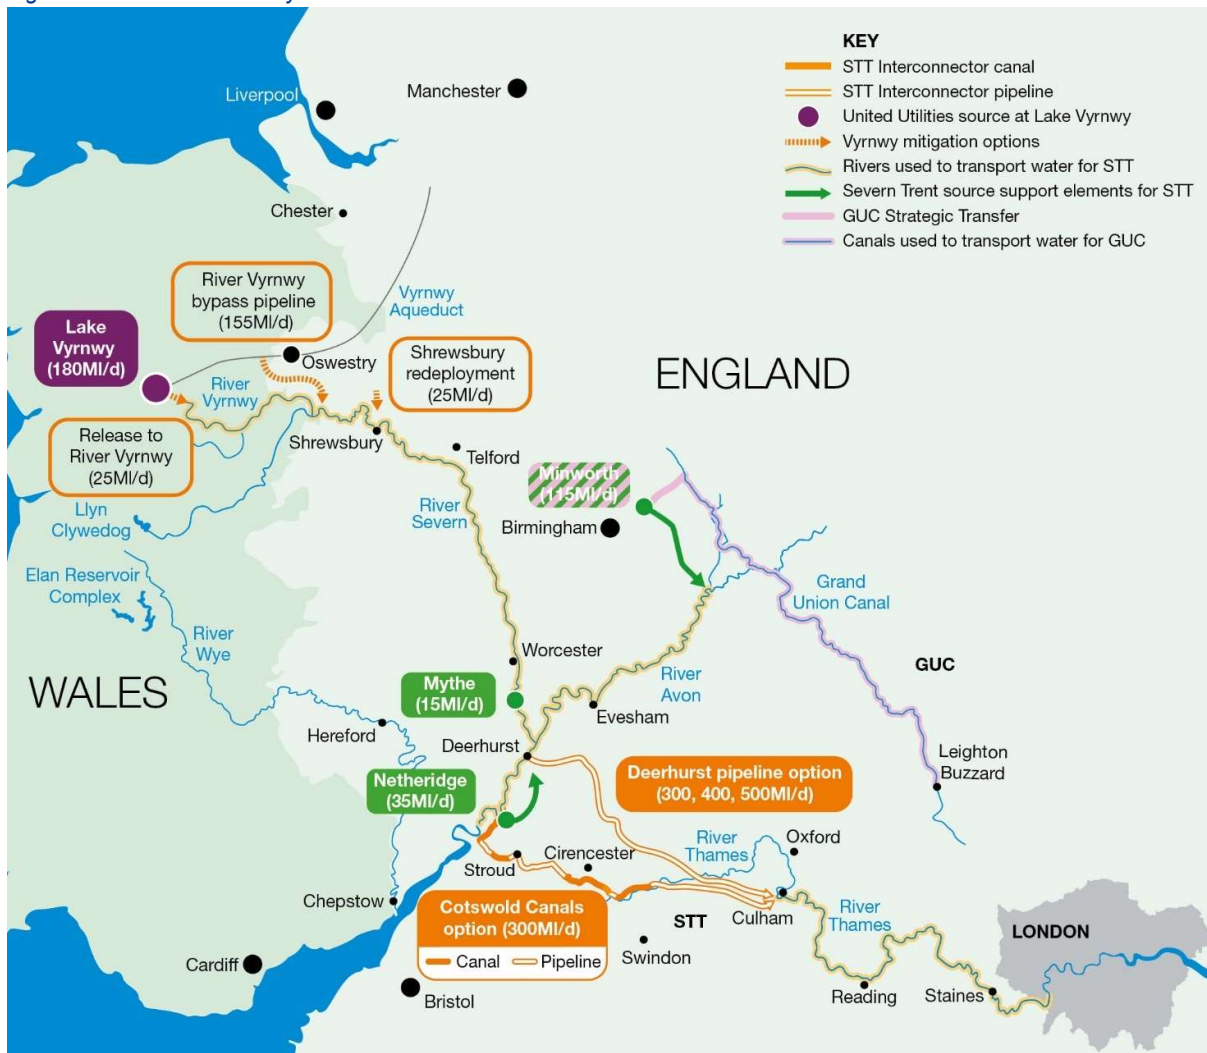 KEY
STT Interconnector canal
STT Interconnector pipeline
United Utilities source at Lake Vyrnwy
Vyrnwy mitigation options
Rivers used to transport water for STT
Severn Trent source support elements for STT
GUC Strategic Transfer
Canals used to transport water for GUC
Liverpool
Manchester
Chester
River Vyrnwy
bypass pipeline
(155Ml/d)
Vyrnwy
Aqueduct
Lake
Vyrnwy
(180Ml/d)
Oswestry
Shrewsbury
redeployment
(25Ml/d)
ENGLAND
River
Vyrnwy
Release to
River Vyrnwy
(25Ml/d)
Shrewsbury
Telford
Minworth
(115Ml/d)
River
Severn
Birmingham
Llyn
Clywedog
Elan Reservoir
Complex
Grand
Union Canal
River
Wye
Worcester
GUC
WALES
Mythe
(15Ml/d)
River
Avon
Evesham
Hereford
Deerhurst
Leighton
Buzzard
Netheridge
(35Ml/d)
Deerhurst pipeline option
(300, 400, 500Ml/d)
River
Thames
Oxford
Cirencester
Stroud
Chepstow
Cotswold Canals
option (300Ml/d)
Canal
Pipeline
STT
Culham
River
Thames
LONDON
Swindon
Cardiff
Bristol
Reading
Staines